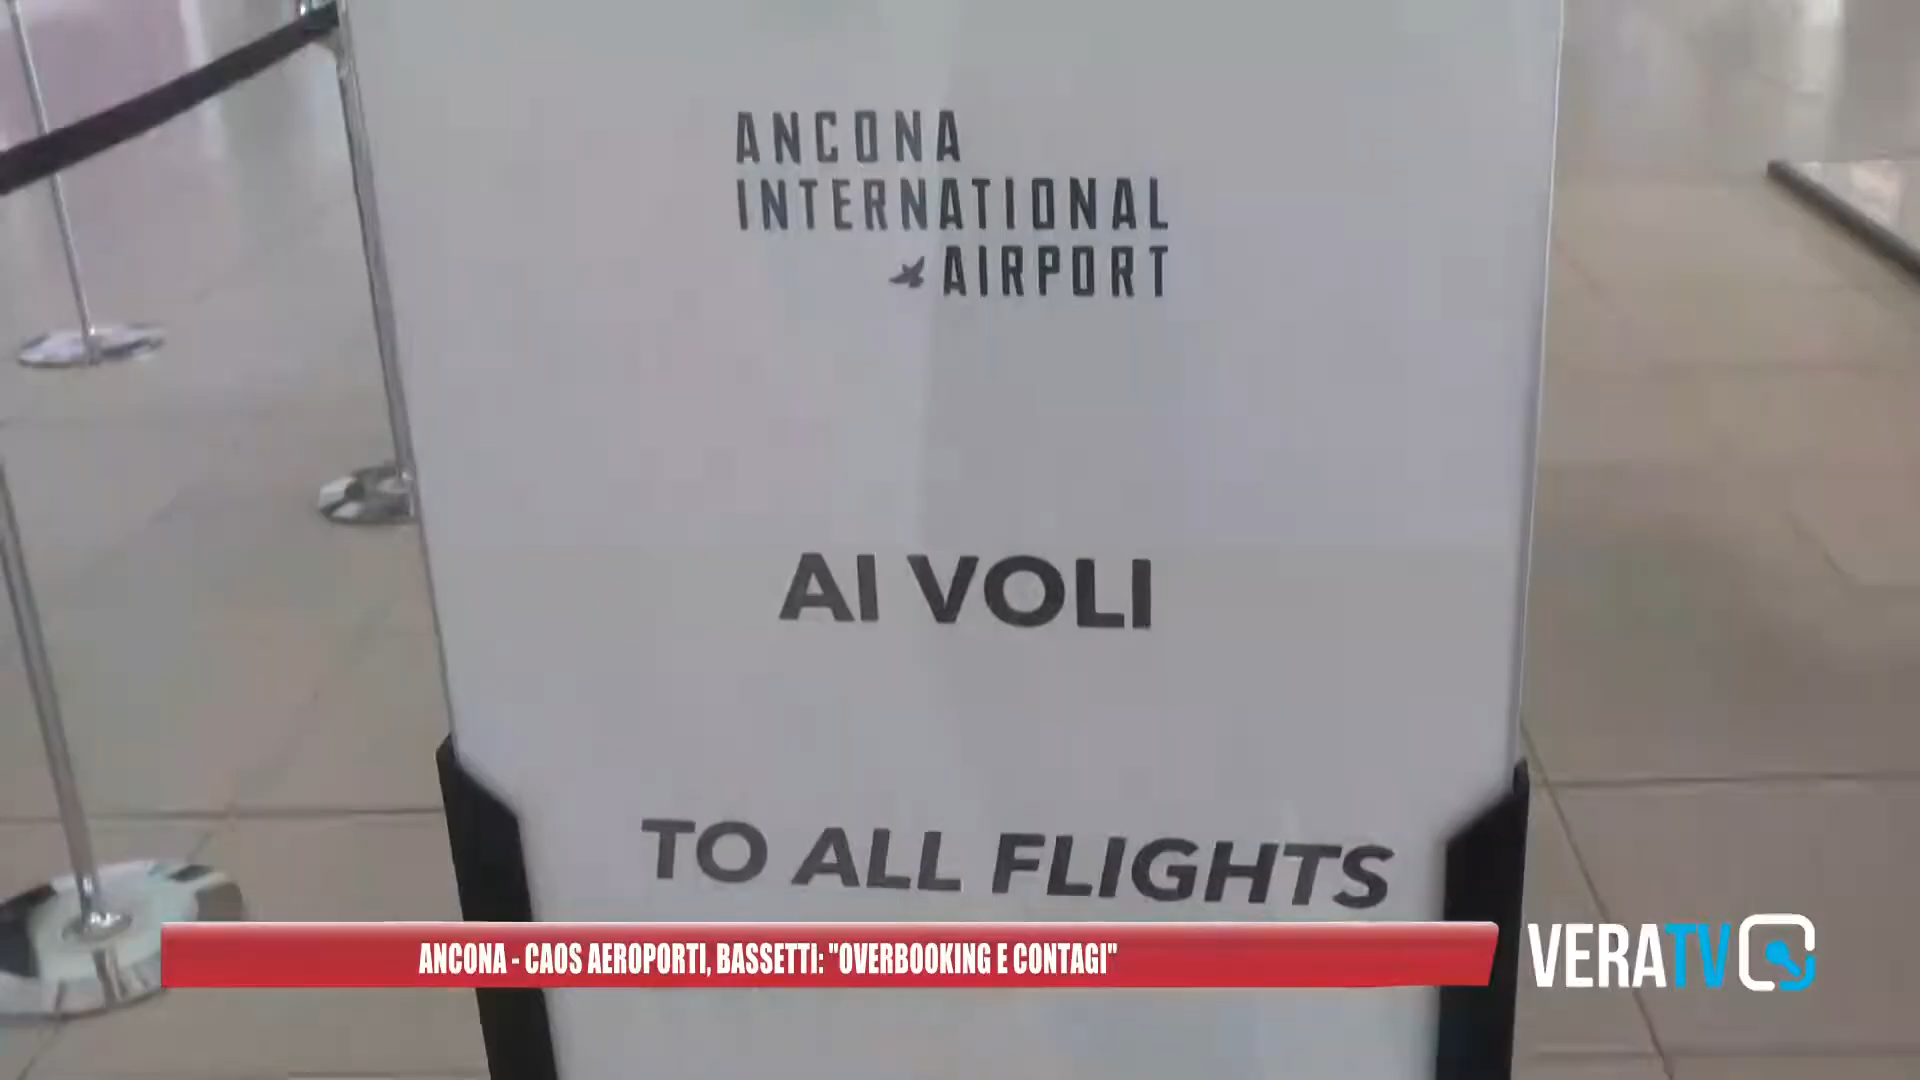 ANCONA
INTERNATIONAL
AIRPORT
AI VOLI
TO ALL FLIGHTS
ANCONA - CAOS AEROPORTI, BASSETTI: "OVERBOOKING E CONTAGI"
VERATV